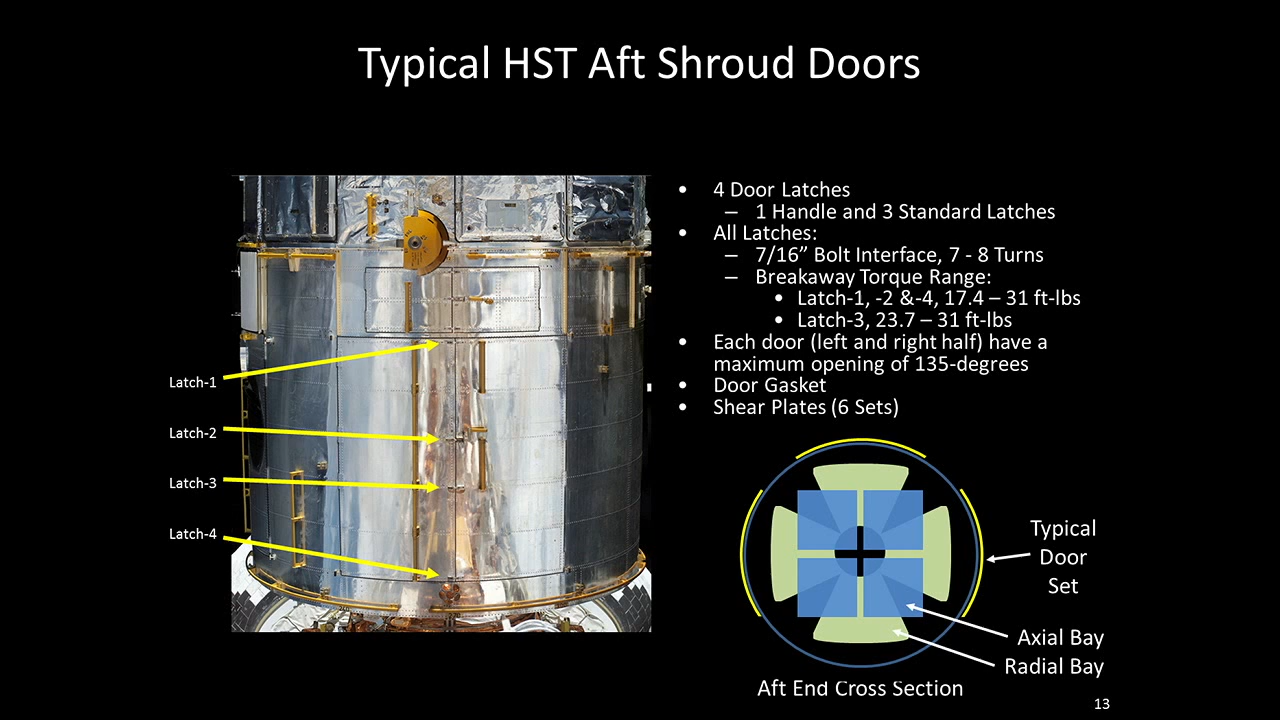 Typical HST Aft Shroud Doors
Latch-1
Latch-2
Latch-3
Latch-4
• 4 Door Latches
– 1 Handle and 3 Standard Latches
• All Latches:
– 7/16” Bolt Interface, 7 - 8 Turns
– Breakaway Torque Range:
• Latch-1, -2 &-4, 17.4 – 31 ft-lbs
• Latch-3, 23.7 – 31 ft-lbs
• Each door (left and right half) have a
maximum opening of 135-degrees
• Door Gasket
• Shear Plates (6 Sets)
Typical
Door
Set
Axial Bay
Radial Bay
Aft End Cross Section
13